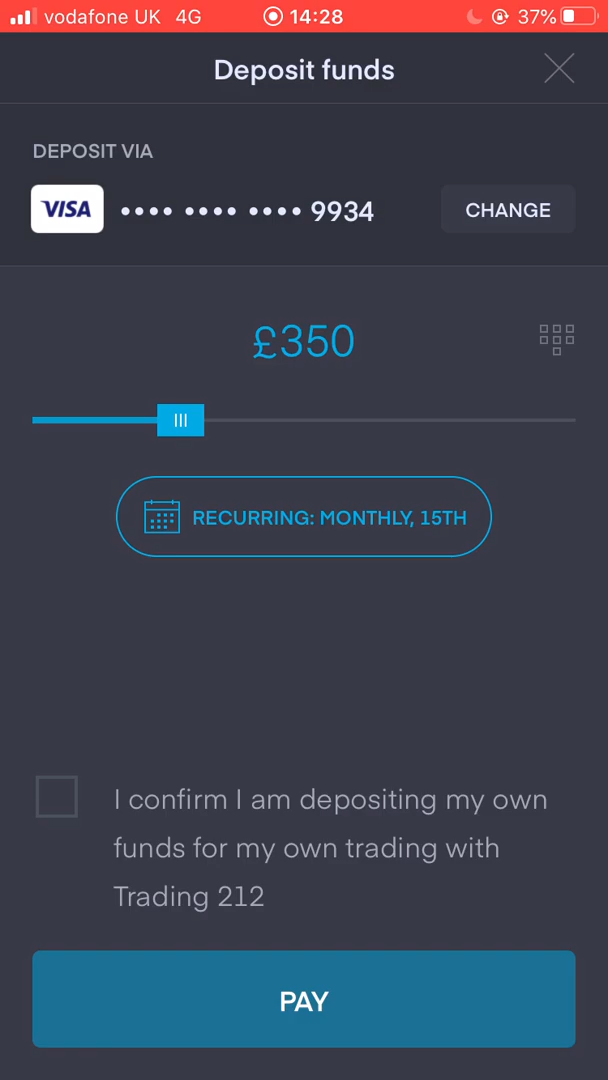 vodafone UK 4G 14:28 37%
Deposit funds
DEPOSIT VIA
VISA •••• •••• •••• 9934 CHANGE
£350
RECURRING: MONTHLY, 15TH
I confirm I am depositing my own
funds for my own trading with
Trading 212
PAY